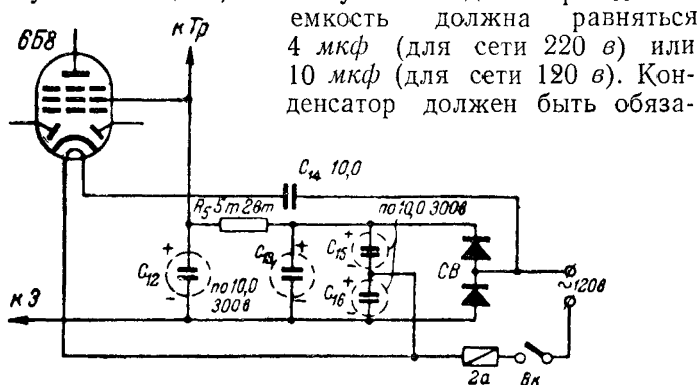 емкость должна равняться
4 мкф (для сети 220 в) или
10 мкф (для сети 120 в). Кон-
денсатор должен быть обяза-
к Тр
6Б8
C14 10,0
R5 5т 2вт
по 10,0 300в
+
+
+
C15
C12
C13
+
C16
СВ
по 10,0
300в
-
-
-
-
~120в
к Э
2а
Вк